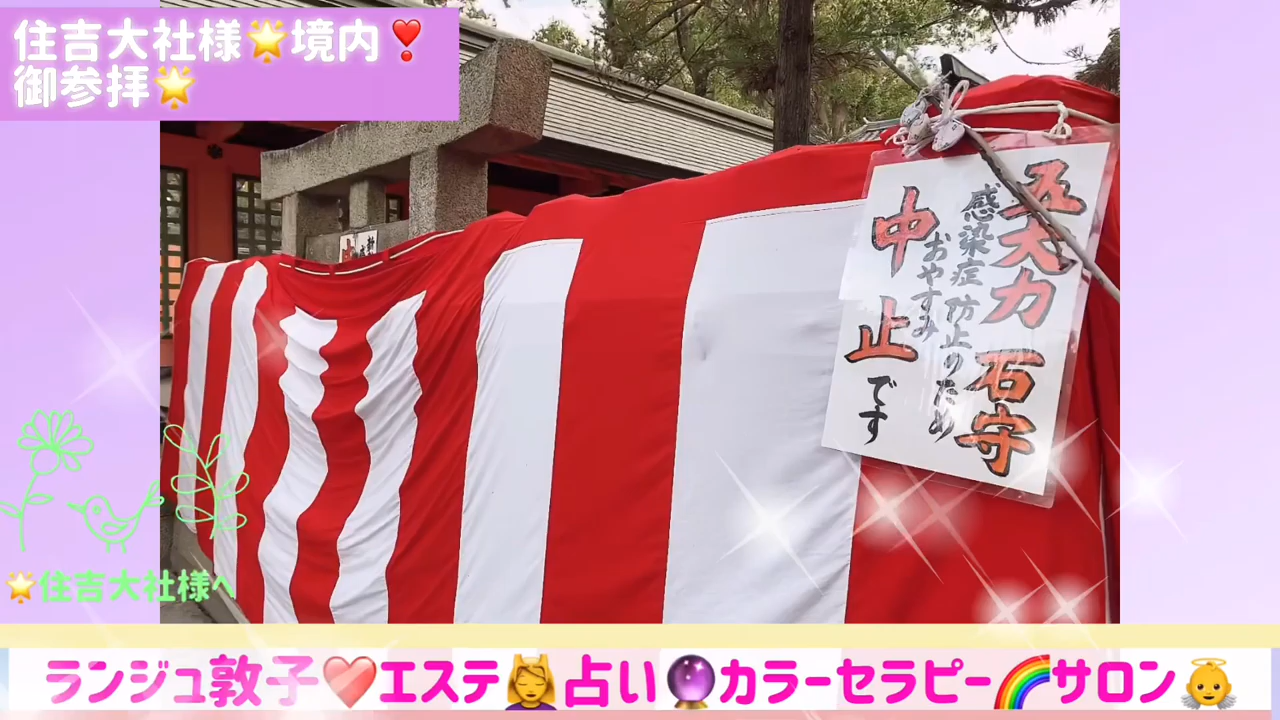 住吉大社様🌟境内❣️
御参拝🌟
五大力 石守
感染症 防止のため
おやすみ
中止です
🌟住吉大社様へ
ランジュ敦子❤️エステ💆占い🔮カラーセラピー🌈サロン👼